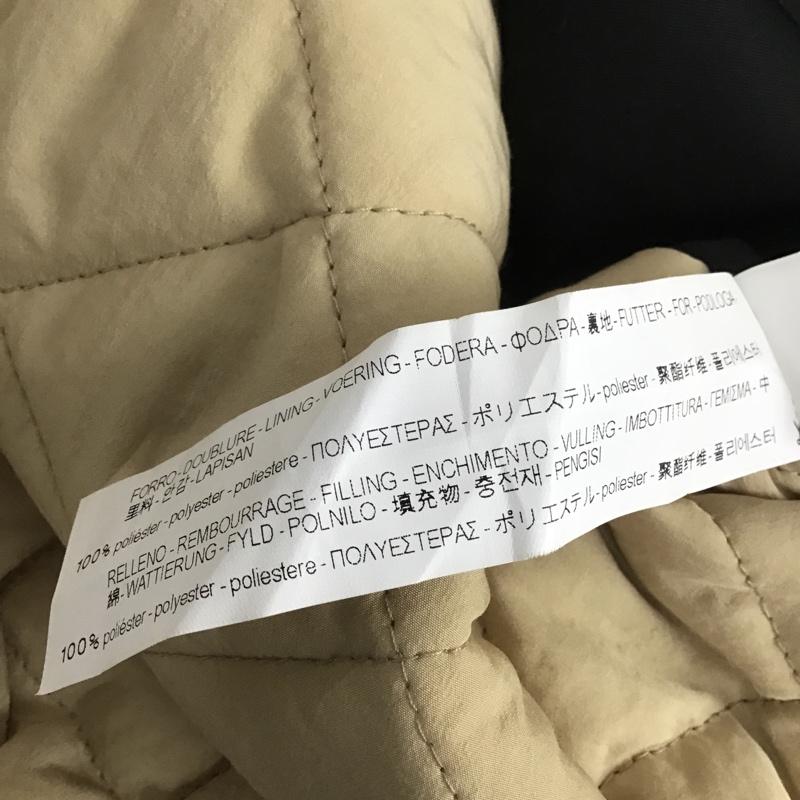 FORRO-DOUBLURE-LINING-VOERING-FODERA-ΦΟΔΡΑ-裏地-FUTTER-FOR-PODLOGA
里料-안감-LAPISAN
100% poliéster-polyester-poliestere-ΠΟΛΥΕΣΤΕΡΑΣ-ポリエステル-poliester-聚酯纤维-폴리에스터
RELLENO-REMBOURRAGE-FILLING-ENCHIMENTO-VULLING-IMBOTTITURA-ΓΕΜΙΣΜΑ-中
綿-WATTIERUNG-FYLD-POLNILO-填充物-충전재-PENGISI
100% poliéster-polyester-poliestere-ΠΟΛΥΕΣΤΕΡΑΣ-ポリエステル-poliester-聚酯纤维-폴리에스터